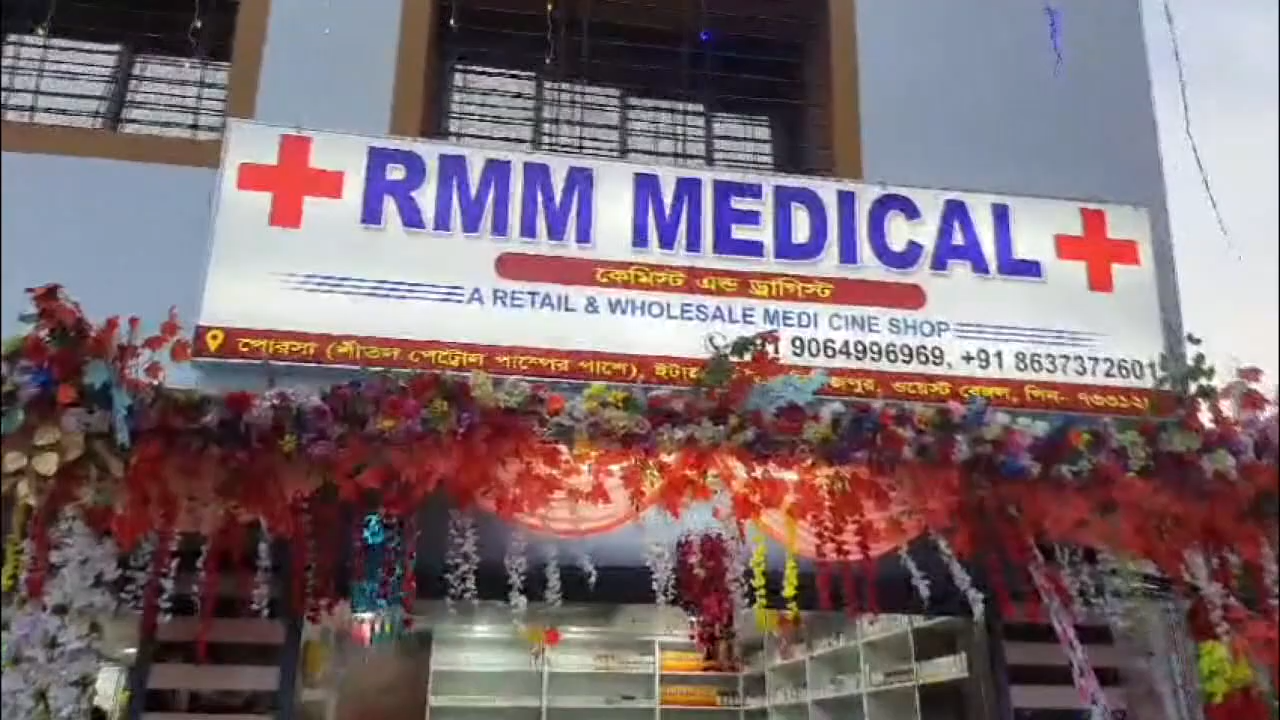 RMM MEDICAL
কেমিস্ট এন্ড ড্রাগিস্ট
A RETAIL & WHOLESALE MEDI CINE SHOP
9064996969, +91 8637372601
পোরসা (শীতল পেট্রোল পাম্পের পাশে), ওয়েস্ট বেঙ্গল, পিন-